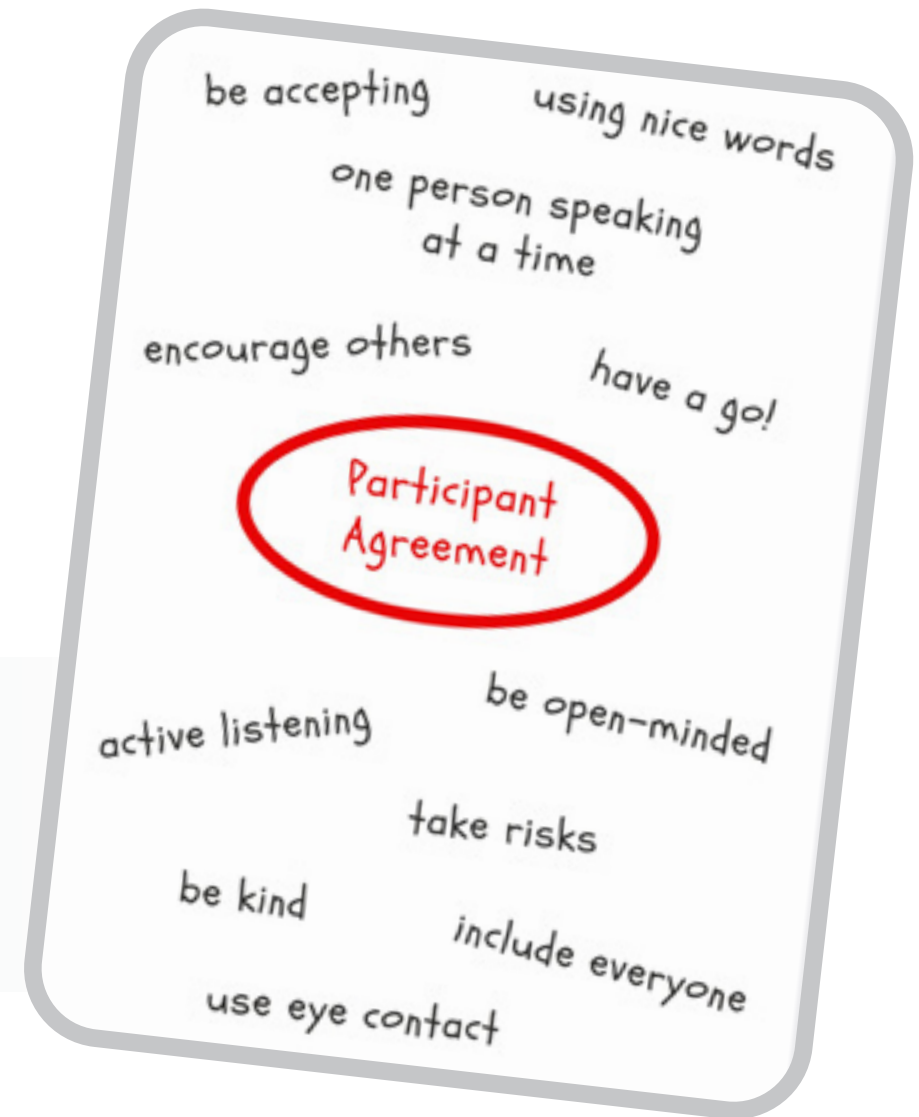 be accepting
using nice words
one person speaking
at a time
encourage others
have a go!
Participant
Agreement
be open-minded
active listening
take risks
be kind
include everyone
use eye contact